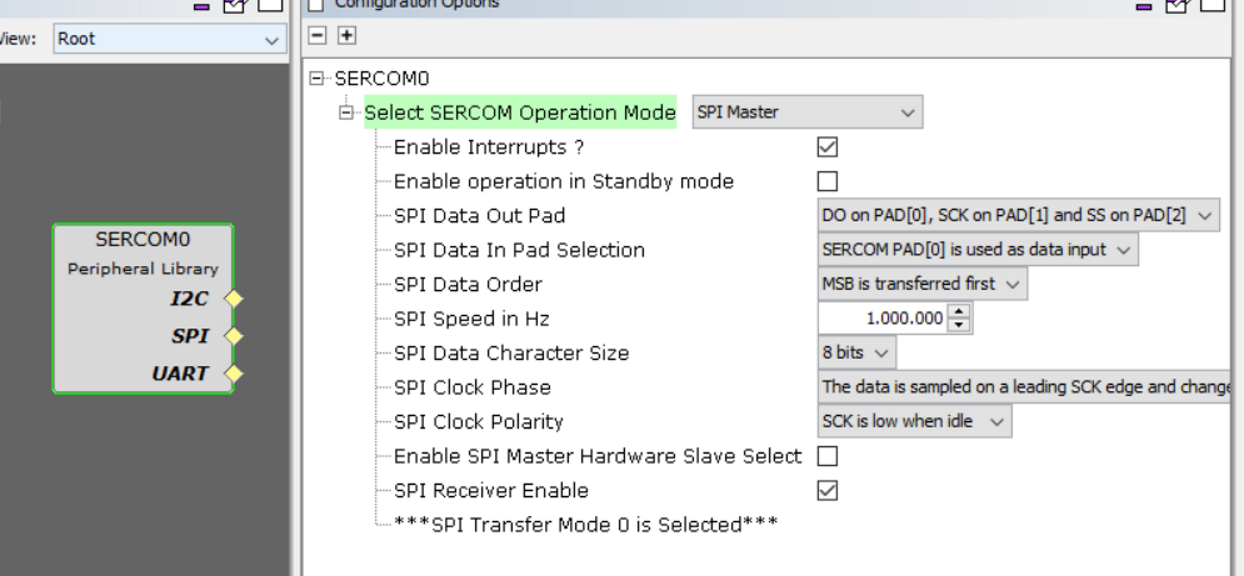 View: Root
Configuration Options
SERCOM0
Peripheral Library
I2C
SPI
UART
SERCOM0
Select SERCOM Operation Mode SPI Master
Enable Interrupts ?
Enable operation in Standby mode
SPI Data Out Pad DO on PAD[0], SCK on PAD[1] and SS on PAD[2]
SPI Data In Pad Selection SERCOM PAD[0] is used as data input
SPI Data Order MSB is transferred first
SPI Speed in Hz 1.000.000
SPI Data Character Size 8 bits
SPI Clock Phase The data is sampled on a leading SCK edge and change
SPI Clock Polarity SCK is low when idle
Enable SPI Master Hardware Slave Select
SPI Receiver Enable
***SPI Transfer Mode 0 is Selected***